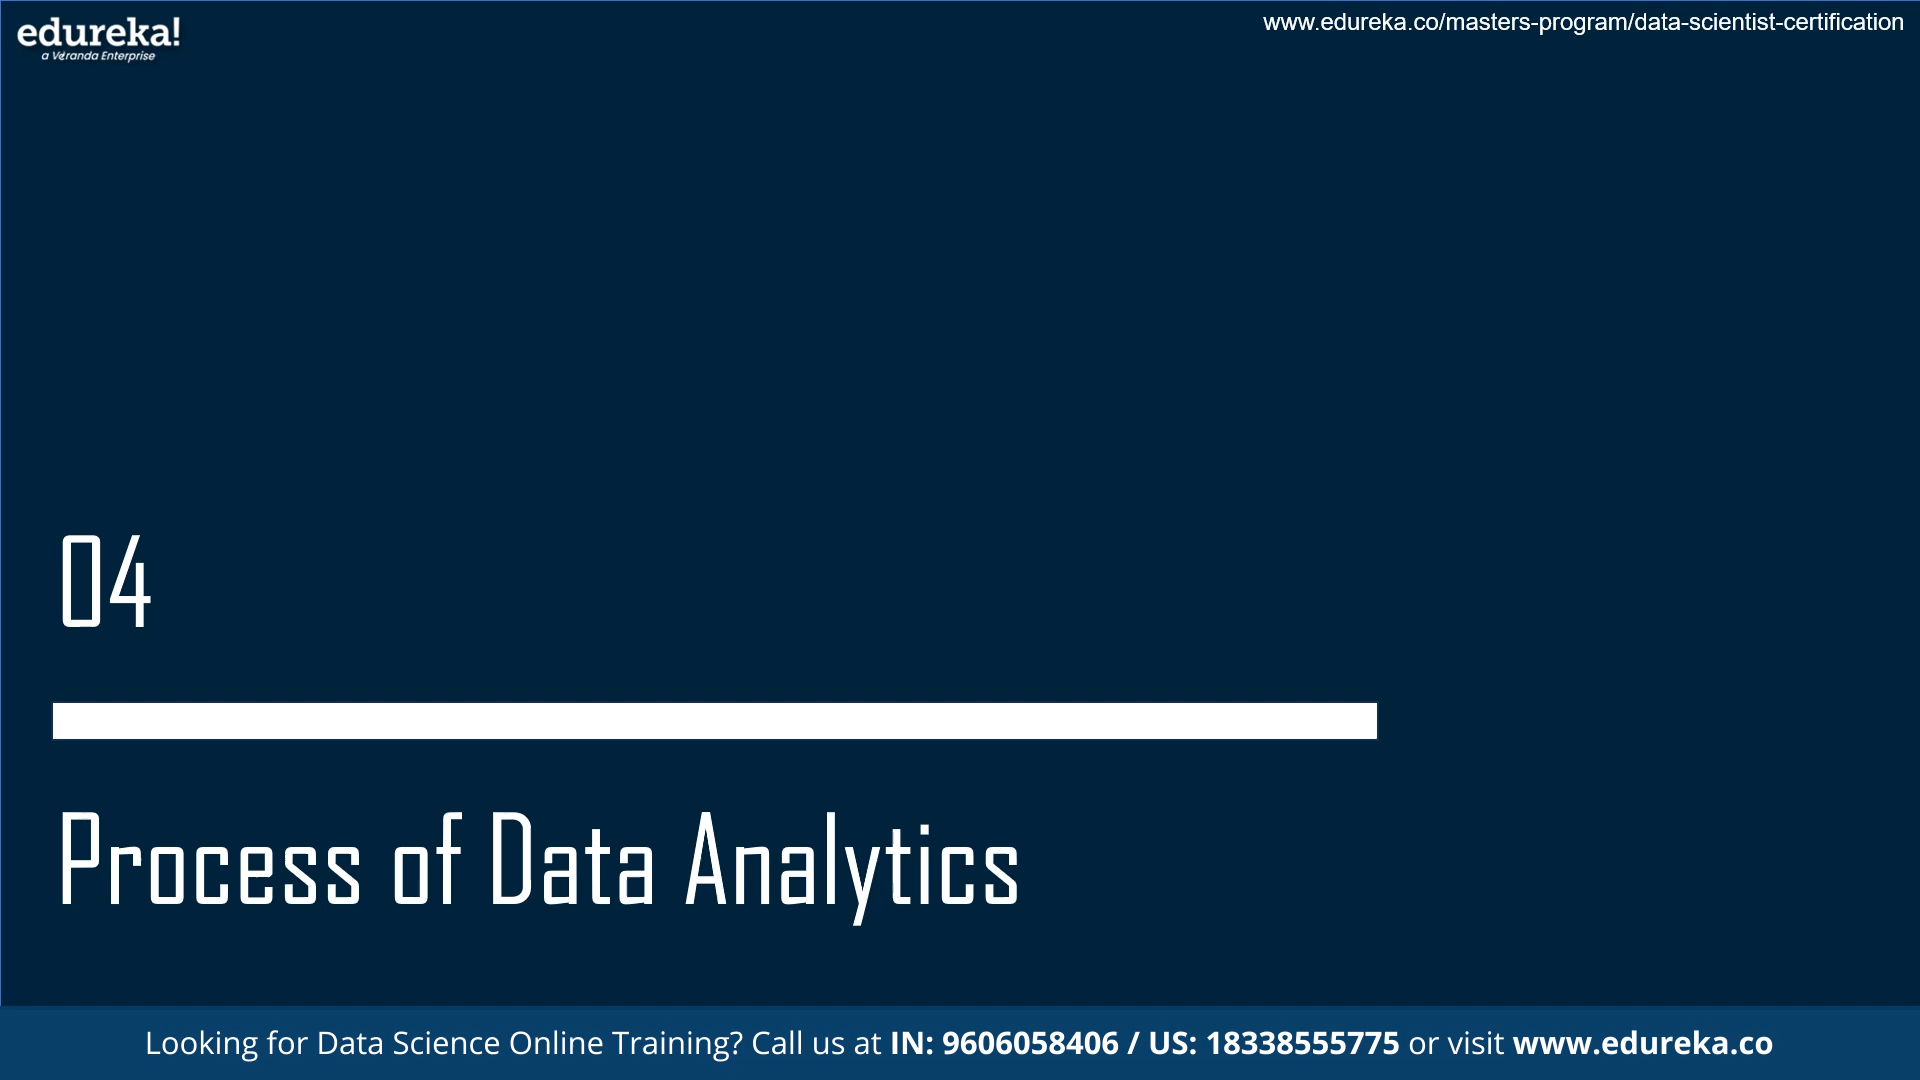 edureka!
a Veranda Enterprise
www.edureka.co/masters-program/data-scientist-certification
04
Process of Data Analytics
Looking for Data Science Online Training? Call us at IN: 9606058406 / US: 18338555775 or visit www.edureka.co